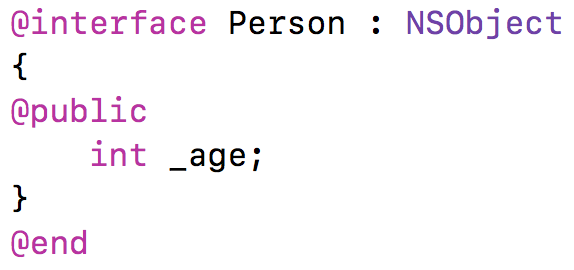 @interface Person : NSObject
{
@public
    int _age;
}
@end